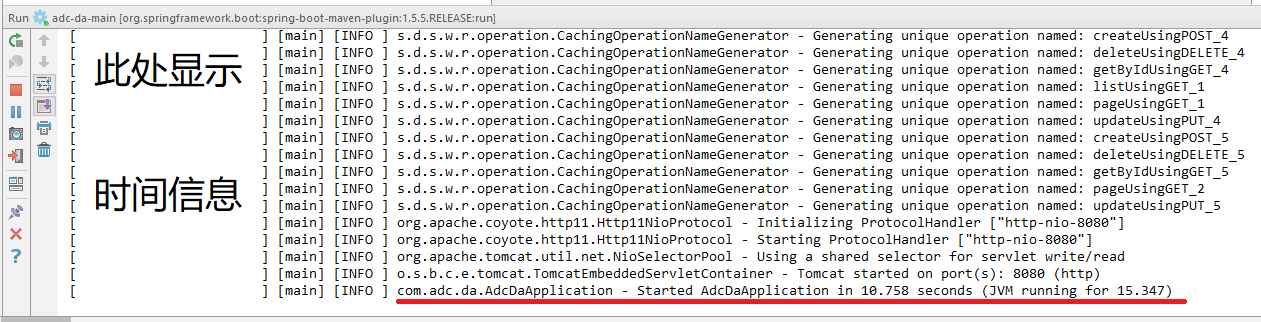 Run adc-da-main [org.springframework.boot:spring-boot-maven-plugin:1.5.5.RELEASE:run]
[ ] [main] [INFO ] s.d.s.w.r.operation.CachingOperationNameGenerator - Generating unique operation named: createUsingPOST_4
[ ] [main] [INFO ] s.d.s.w.r.operation.CachingOperationNameGenerator - Generating unique operation named: deleteUsingDELETE_4
[ ] [main] [INFO ] s.d.s.w.r.operation.CachingOperationNameGenerator - Generating unique operation named: getByIdUsingGET_4
此处显示
[ ] [main] [INFO ] s.d.s.w.r.operation.CachingOperationNameGenerator - Generating unique operation named: listUsingGET_1
[ ] [main] [INFO ] s.d.s.w.r.operation.CachingOperationNameGenerator - Generating unique operation named: pageUsingGET_1
[ ] [main] [INFO ] s.d.s.w.r.operation.CachingOperationNameGenerator - Generating unique operation named: updateUsingPUT_4
[ ] [main] [INFO ] s.d.s.w.r.operation.CachingOperationNameGenerator - Generating unique operation named: createUsingPOST_5
[ ] [main] [INFO ] s.d.s.w.r.operation.CachingOperationNameGenerator - Generating unique operation named: deleteUsingDELETE_5
[ ] [main] [INFO ] s.d.s.w.r.operation.CachingOperationNameGenerator - Generating unique operation named: getByIdUsingGET_5
[ ] [main] [INFO ] s.d.s.w.r.operation.CachingOperationNameGenerator - Generating unique operation named: pageUsingGET_2
时间信息
[ ] [main] [INFO ] s.d.s.w.r.operation.CachingOperationNameGenerator - Generating unique operation named: updateUsingPUT_5
[ ] [main] [INFO ] org.apache.coyote.http11.Http11NioProtocol - Initializing ProtocolHandler ["http-nio-8080"]
[ ] [main] [INFO ] org.apache.coyote.http11.Http11NioProtocol - Starting ProtocolHandler ["http-nio-8080"]
[ ] [main] [INFO ] org.apache.tomcat.util.net.NioSelectorPool - Using a shared selector for servlet write/read
[ ] [main] [INFO ] o.s.b.c.e.tomcat.TomcatEmbeddedServletContainer - Tomcat started on port(s): 8080 (http)
[ ] [main] [INFO ] com.adc.da.AdcDaApplication - Started AdcDaApplication in 10.758 seconds (JVM running for 15.347)